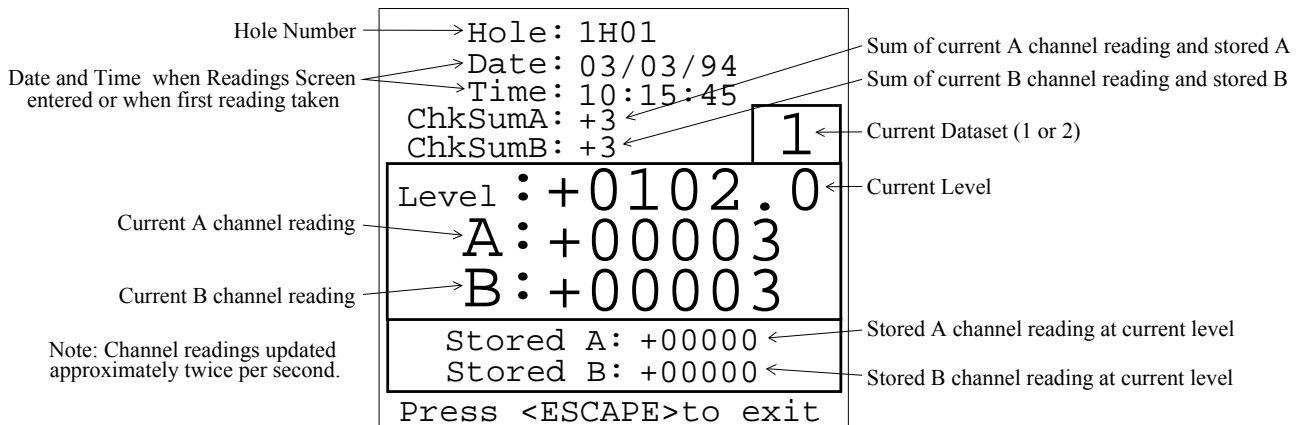 Hole Number
Date and Time when Readings Screen
entered or when first reading taken
Current A channel reading
Current B channel reading
Note: Channel readings updated
approximately twice per second.
Hole: 1H01
Date: 03/03/94
Time: 10:15:45
ChkSumA: +3
ChkSumB: +3
1
Level :+0102.0
A:+00003
B:+00003
Stored A: +00000
Stored B: +00000
Press <ESCAPE>to exit
Sum of current A channel reading and stored A
Sum of current B channel reading and stored B
Current Dataset (1 or 2)
Current Level
Stored A channel reading at current level
Stored B channel reading at current level